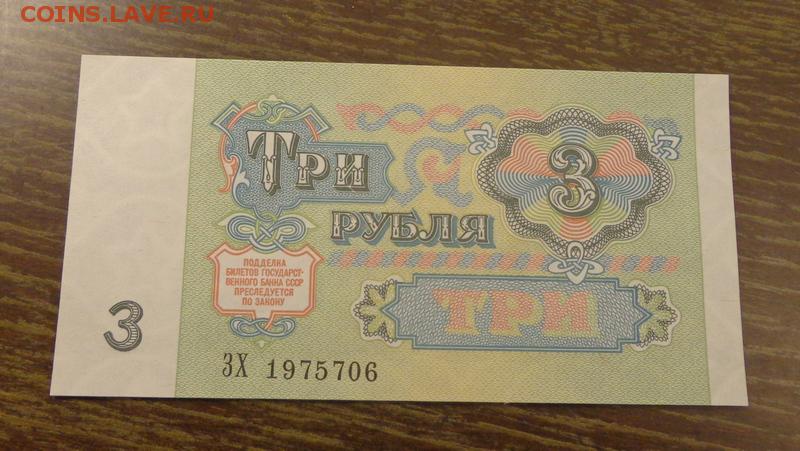 COINS.LAVE.RU
ТРИ
3
РУБЛЯ
ПОДДЕЛКА
БИЛЕТОВ ГОСУДАРСТ-
ВЕННОГО БАНКА СССР
ПРЕСЛЕДУЕТСЯ
ПО ЗАКОНУ
ТРИ
3
ЗХ 1975706